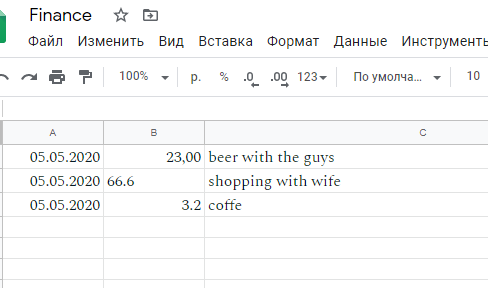 Finance
Файл Изменить Вид Вставка Формат Данные Инструменты
100% р. % .0 .00 123 По умолча... 10
A B C
05.05.2020 23,00 beer with the guys
05.05.2020 66.6 shopping with wife
05.05.2020 3.2 coffe